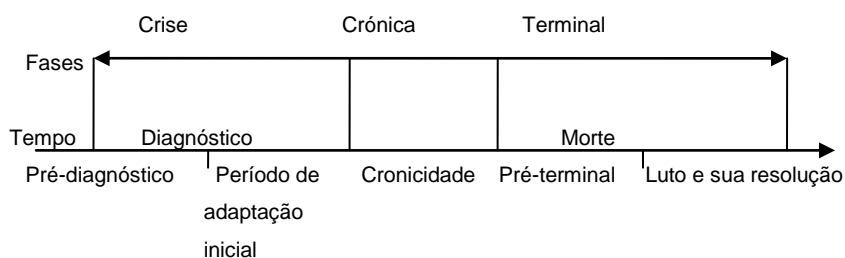 Crise Crónica Terminal
Fases
Tempo Diagnóstico Morte
Pré-diagnóstico Período de Cronicidade Pré-terminal Luto e sua resolução
adaptação
inicial